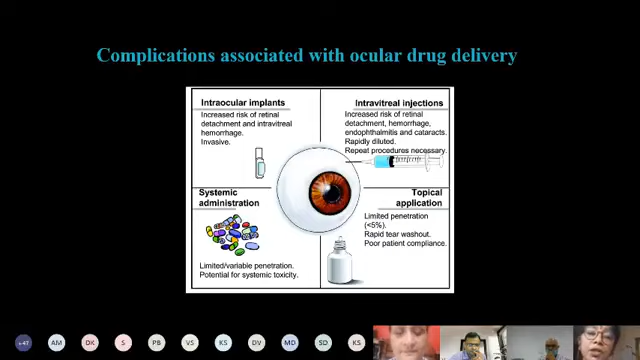 Complications associated with ocular drug delivery
Intraocular implants
Increased risk of retinal
detachment and intravitreal
hemorrhage.
Invasive.
Intravitreal injections
Increased risk of retinal
detachment, hemorrhage,
endophthalmitis and cataracts.
Rapidly diluted.
Repeat procedures necessary.
Systemic
administration
Limited/variable penetration.
Potential for systemic toxicity.
Topical
application
Limited penetration
(<5%).
Rapid tear washout.
Poor patient compliance.
+47 AM DK S PB VS KS DV MD SD KS